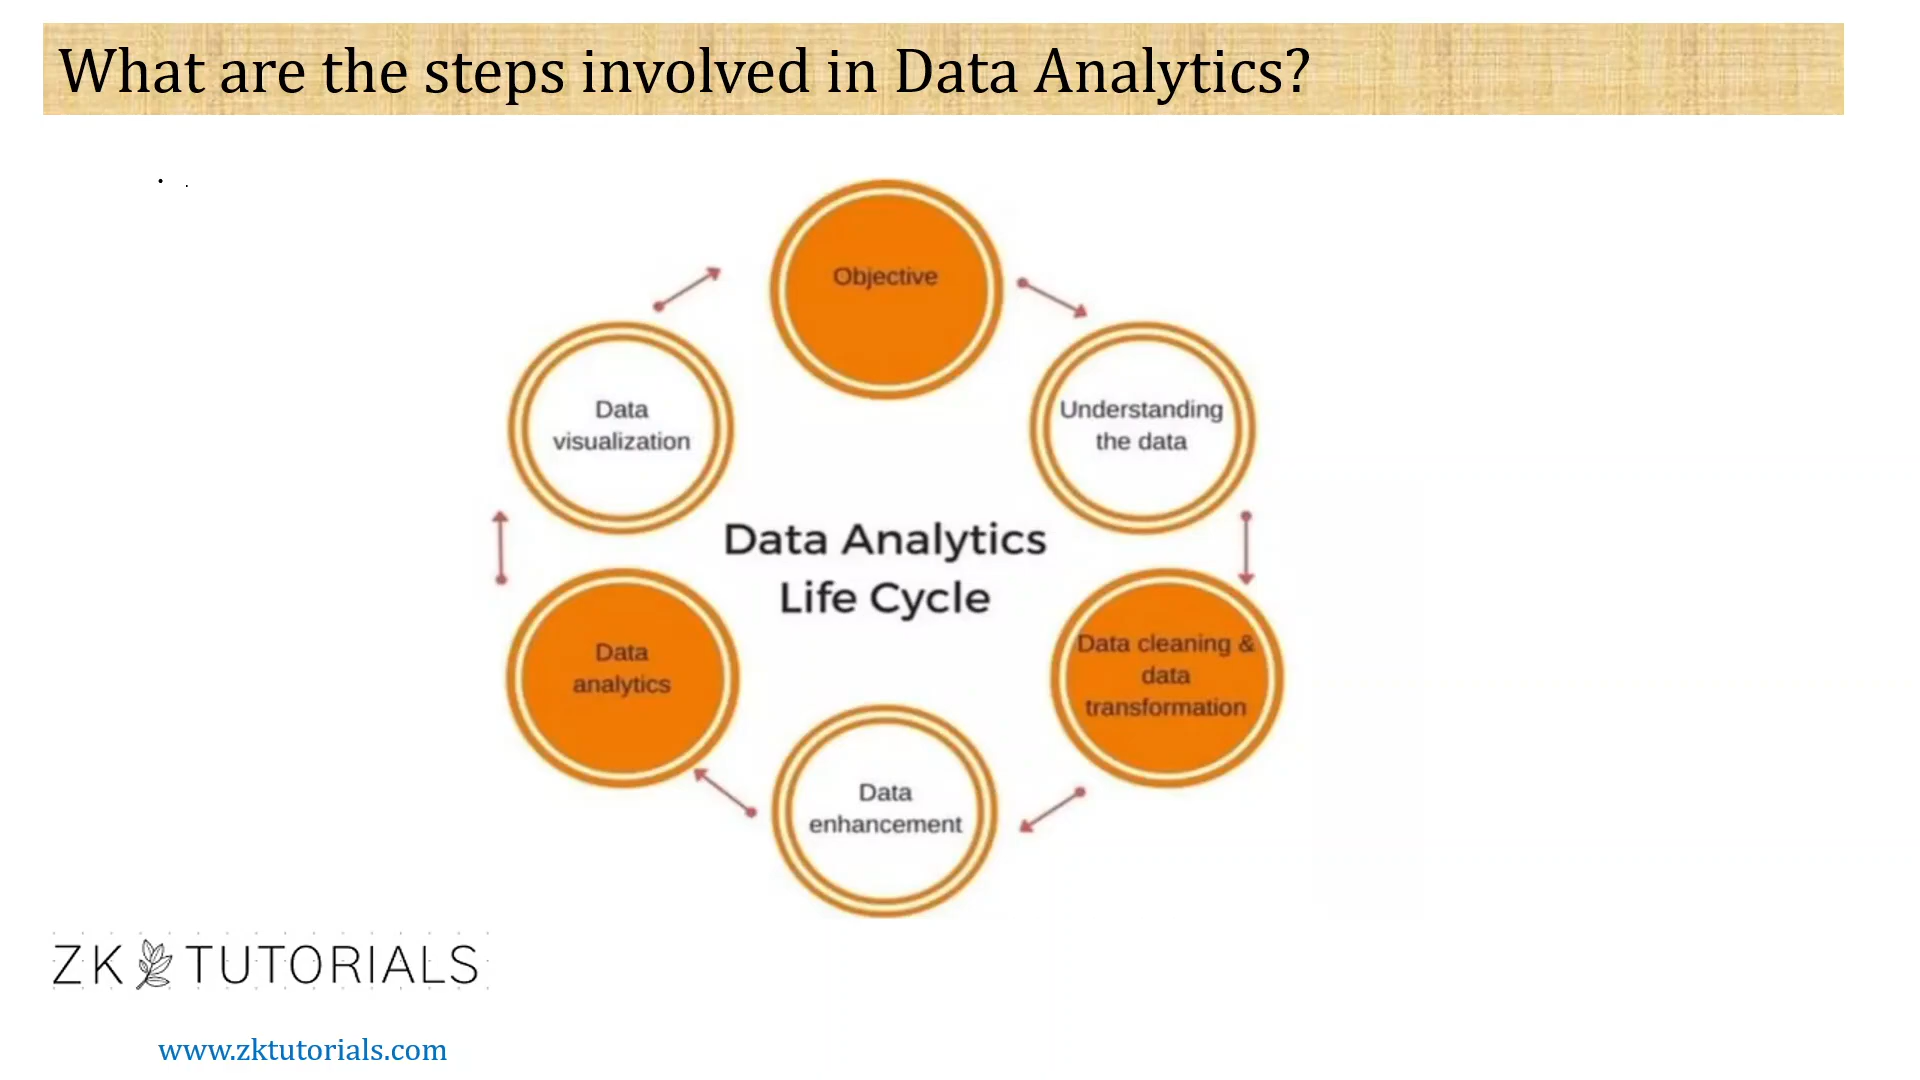 What are the steps involved in Data Analytics?
• .
Objective
Understanding
the data
Data cleaning &
data
transformation
Data
enhancement
Data
analytics
Data
visualization
Data Analytics
Life Cycle
ZK TUTORIALS
www.zktutorials.com